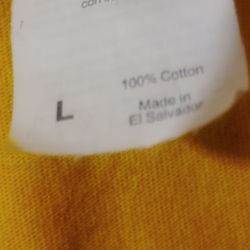 100% Cotton
L
Made in
El Salvador